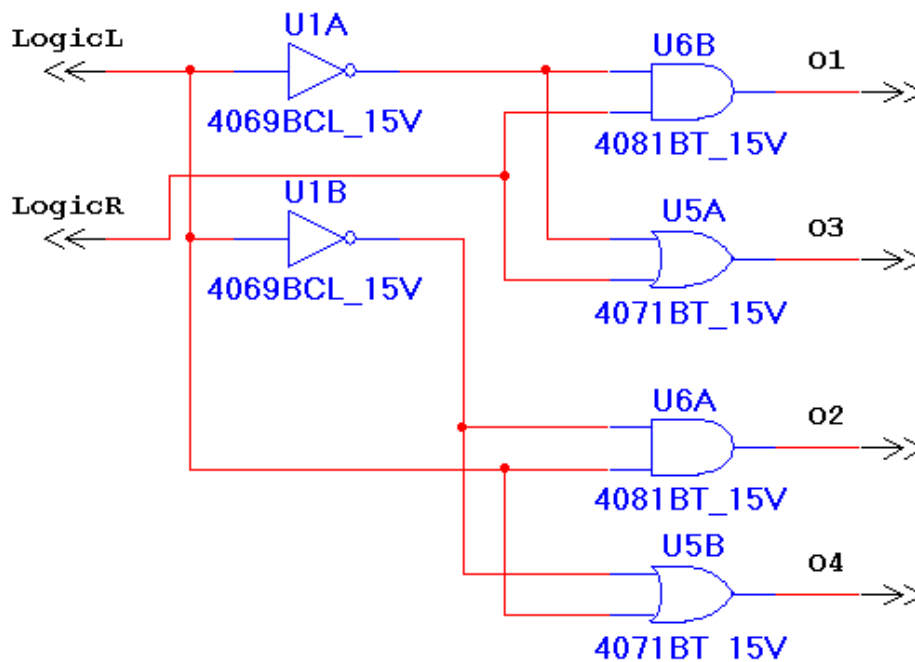 U1A
LogicL
U6B
O1
4069BCL_15V
4081BT_15V
LogicR
U1B
U5A
O3
4069BCL_15V
4071BT_15V
U6A
O2
4081BT_15V
U5B
O4
4071BT_15V